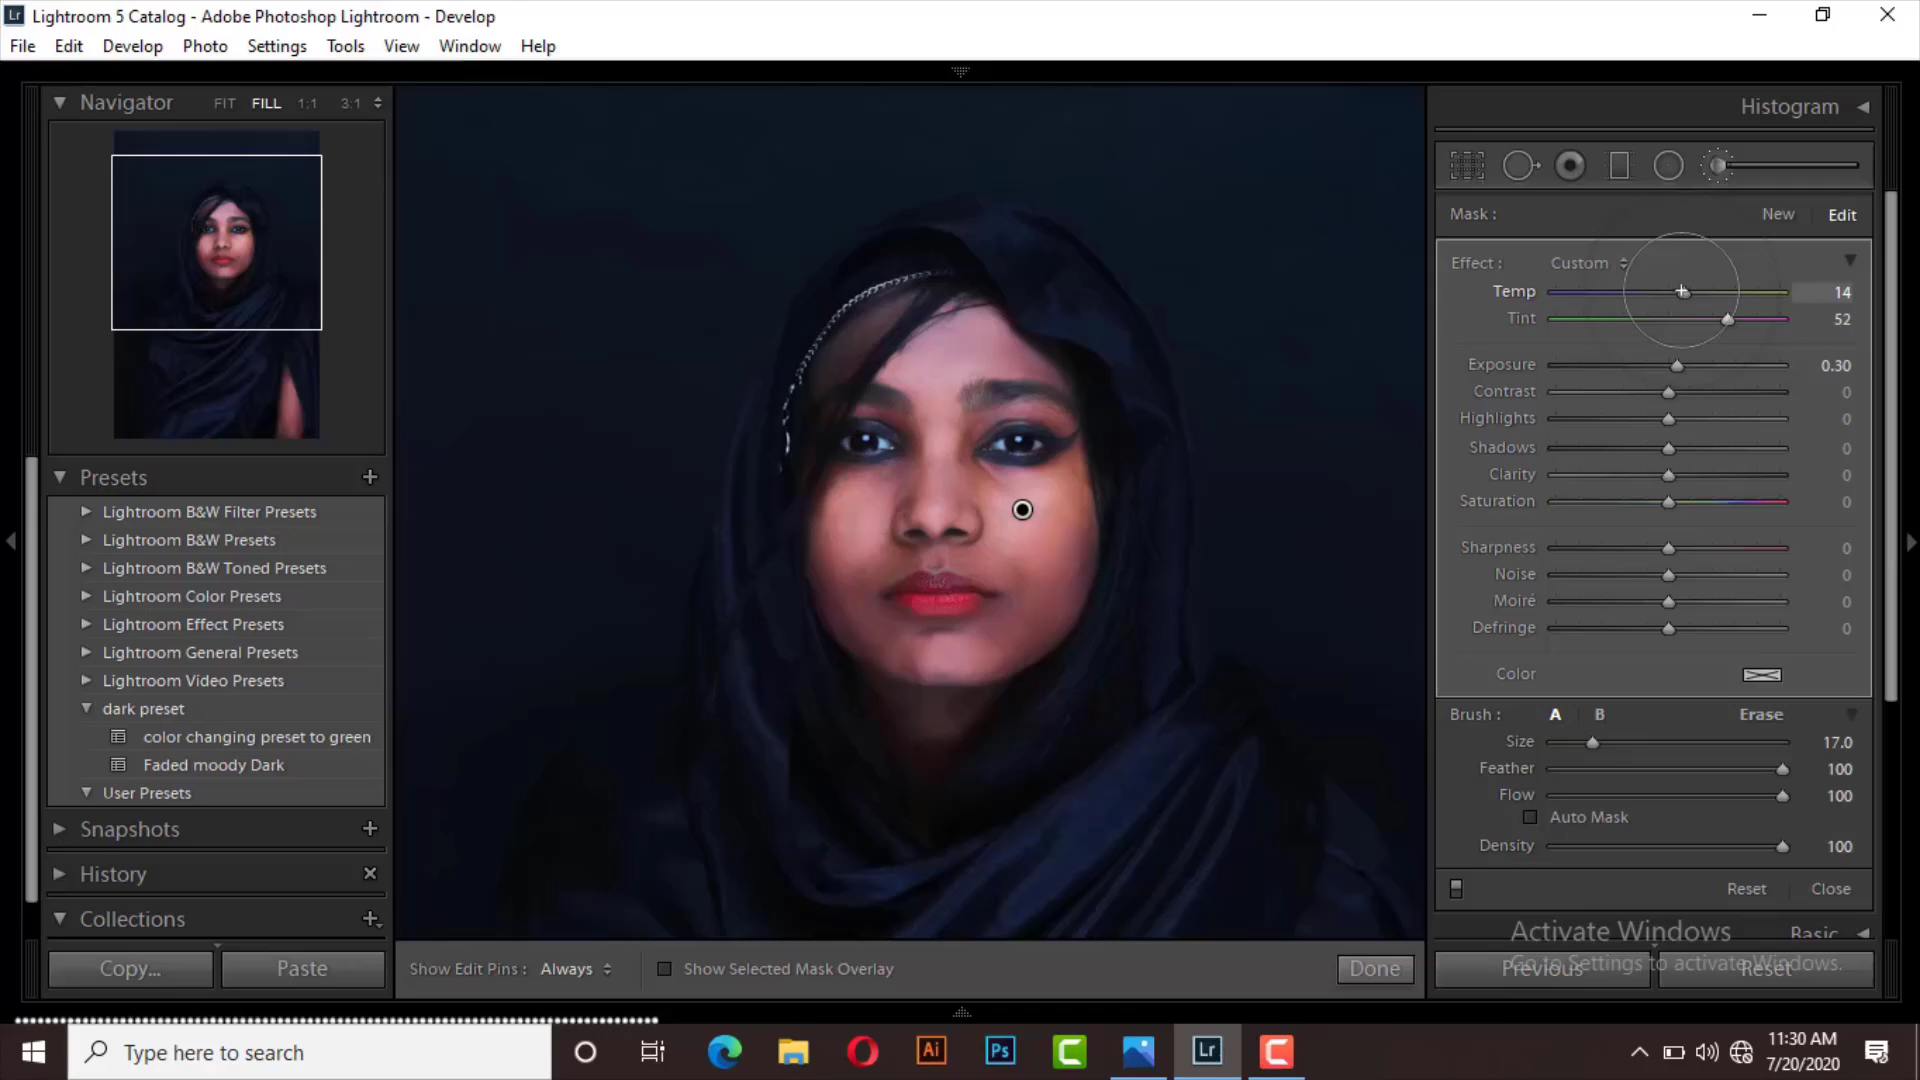 Lr Lightroom 5 Catalog - Adobe Photoshop Lightroom - Develop
File Edit Develop Photo Settings Tools View Window Help
Navigator FIT FILL 1:1 3:1
Histogram
Mask : New Edit
Effect : Custom
Temp 14
Tint 52
Exposure 0.30
Contrast 0
Highlights 0
Shadows 0
Clarity 0
Saturation 0
Sharpness 0
Noise 0
Moiré 0
Defringe 0
Color
Brush : A B Erase
Size 17.0
Feather 100
Flow 100
Auto Mask
Density 100
Reset Close
Basic
Previous Reset
Activate Windows
Go to Settings to activate Windows.
Presets
Lightroom B&W Filter Presets
Lightroom B&W Presets
Lightroom B&W Toned Presets
Lightroom Color Presets
Lightroom Effect Presets
Lightroom General Presets
Lightroom Video Presets
dark preset
color changing preset to green
Faded moody Dark
User Presets
Snapshots
History
Collections
Copy... Paste
Show Edit Pins : Always Show Selected Mask Overlay Done
Type here to search
Ai Ps Lr
11:30 AM
7/20/2020